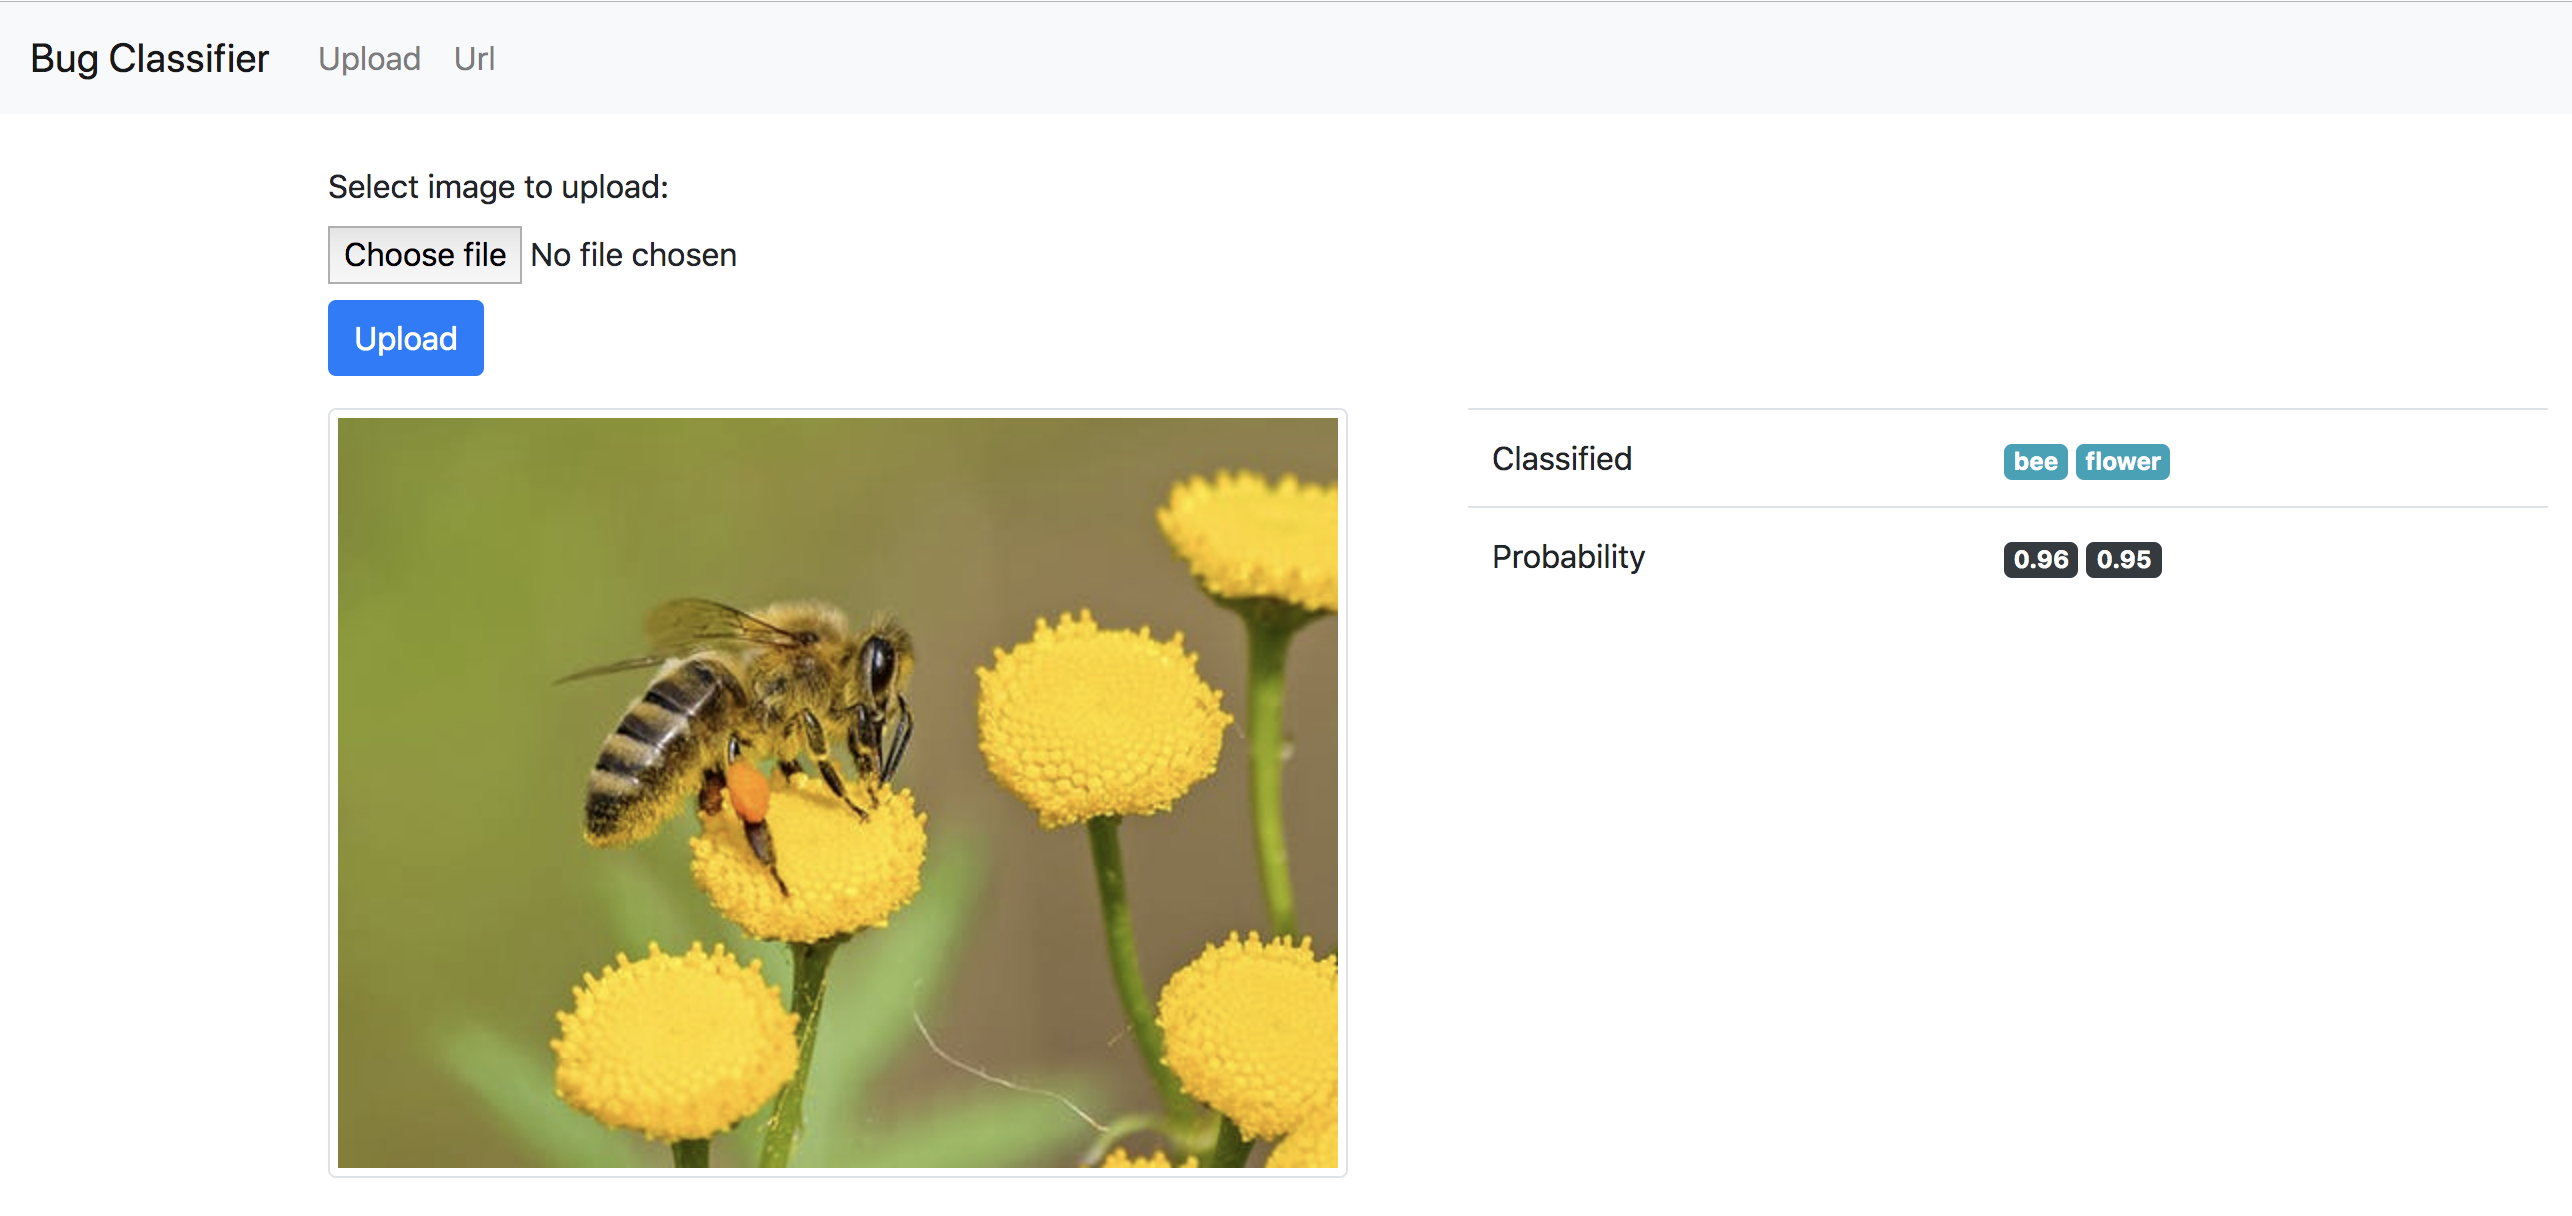 Bug Classifier Upload Url
Select image to upload:
Choose file No file chosen
Upload
Classified bee flower
Probability 0.96 0.95